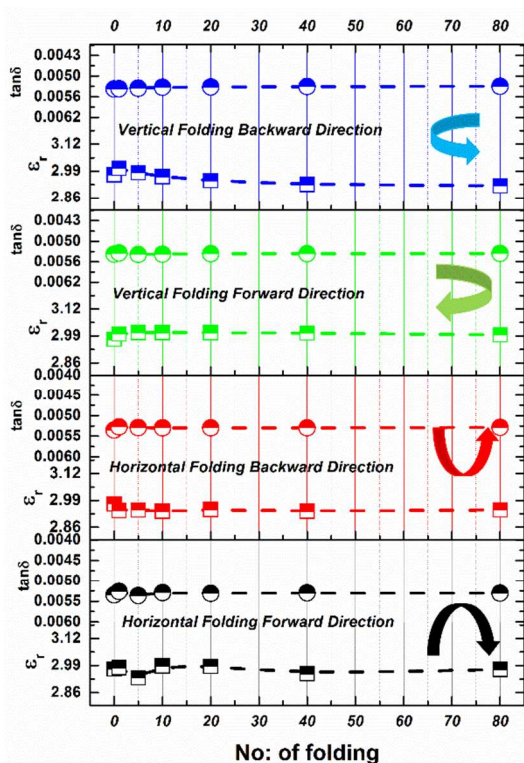 0 10 20 30 40 50 60 70 80
tanδ
0.0043
0.0050
0.0056
0.0062
Vertical Folding Backward Direction
εr
3.12
2.99
2.86
tanδ
0.0043
0.0050
0.0056
0.0062
Vertical Folding Forward Direction
εr
3.12
2.99
2.86
tanδ
0.0040
0.0045
0.0050
0.0055
0.0060
Horizontal Folding Backward Direction
εr
3.12
2.99
2.86
tanδ
0.0040
0.0045
0.0050
0.0055
0.0060
Horizontal Folding Forward Direction
εr
3.12
2.99
2.86
0 10 20 30 40 50 60 70 80
No: of folding